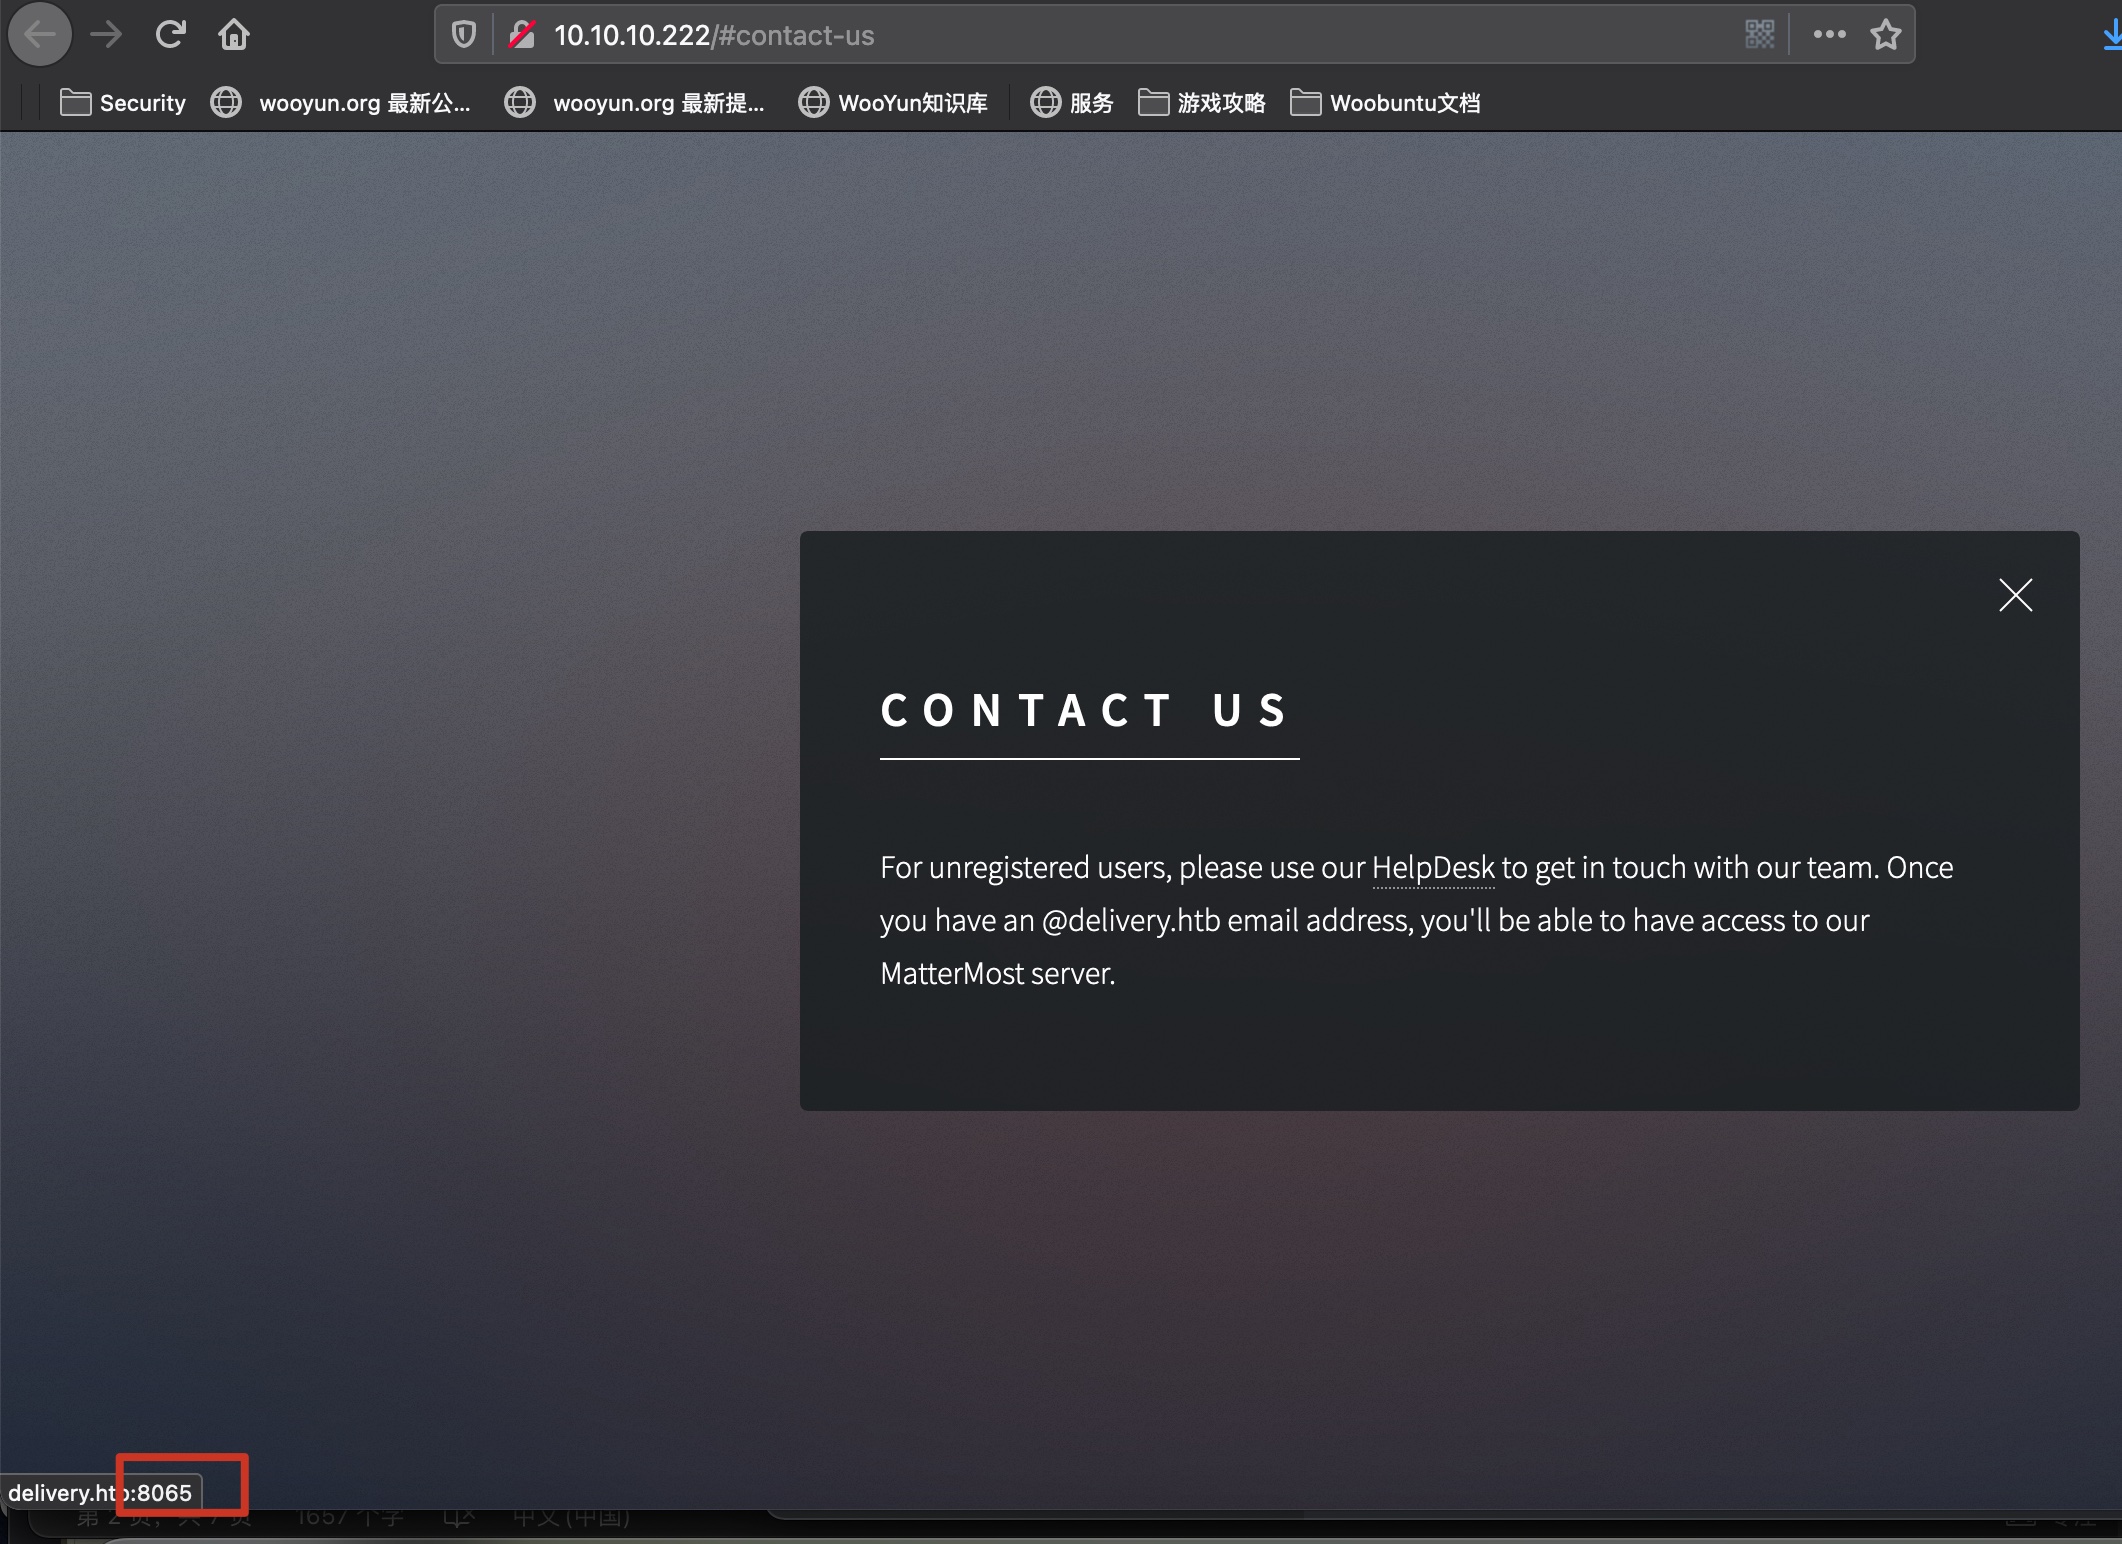 10.10.10.222/#contact-us
Security wooyun.org 最新公... wooyun.org 最新提... WooYun知识库 服务 游戏攻略 Woobuntu文档
CONTACT US
For unregistered users, please use our HelpDesk to get in touch with our team. Once
you have an @delivery.htb email address, you'll be able to have access to our
MatterMost server.
delivery.htb:8065
1657 个字 中文(中国)